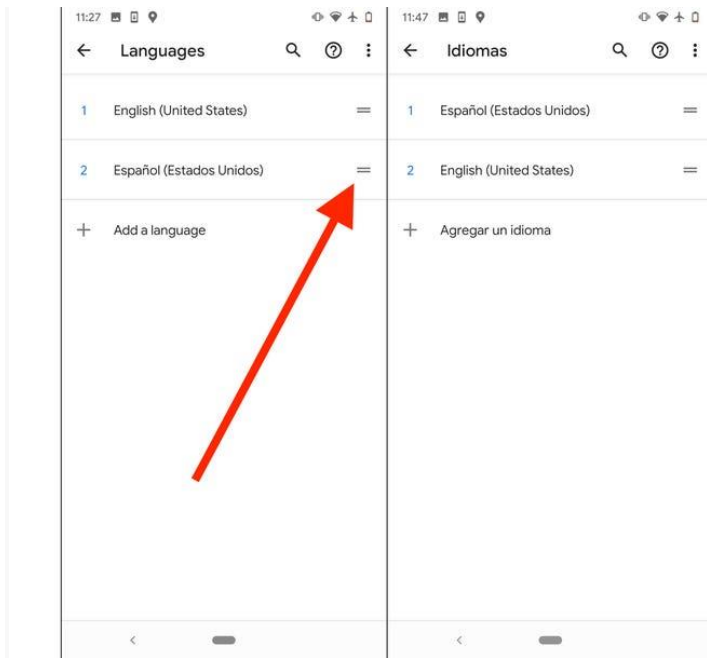 11:27
Languages
1 English (United States)
2 Español (Estados Unidos)
+ Add a language
11:47
Idiomas
1 Español (Estados Unidos)
2 English (United States)
+ Agregar un idioma